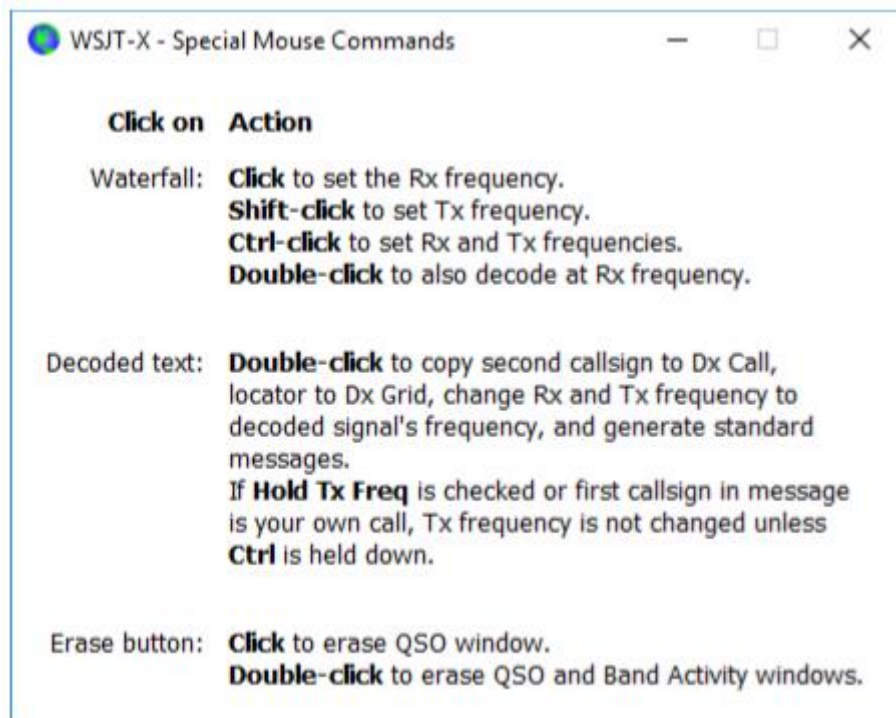 WSJT-X - Special Mouse Commands
Click on Action
Waterfall: Click to set the Rx frequency.
Shift-click to set Tx frequency.
Ctrl-click to set Rx and Tx frequencies.
Double-click to also decode at Rx frequency.
Decoded text: Double-click to copy second callsign to Dx Call,
locator to Dx Grid, change Rx and Tx frequency to
decoded signal's frequency, and generate standard
messages.
If Hold Tx Freq is checked or first callsign in message
is your own call, Tx frequency is not changed unless
Ctrl is held down.
Erase button: Click to erase QSO window.
Double-click to erase QSO and Band Activity windows.